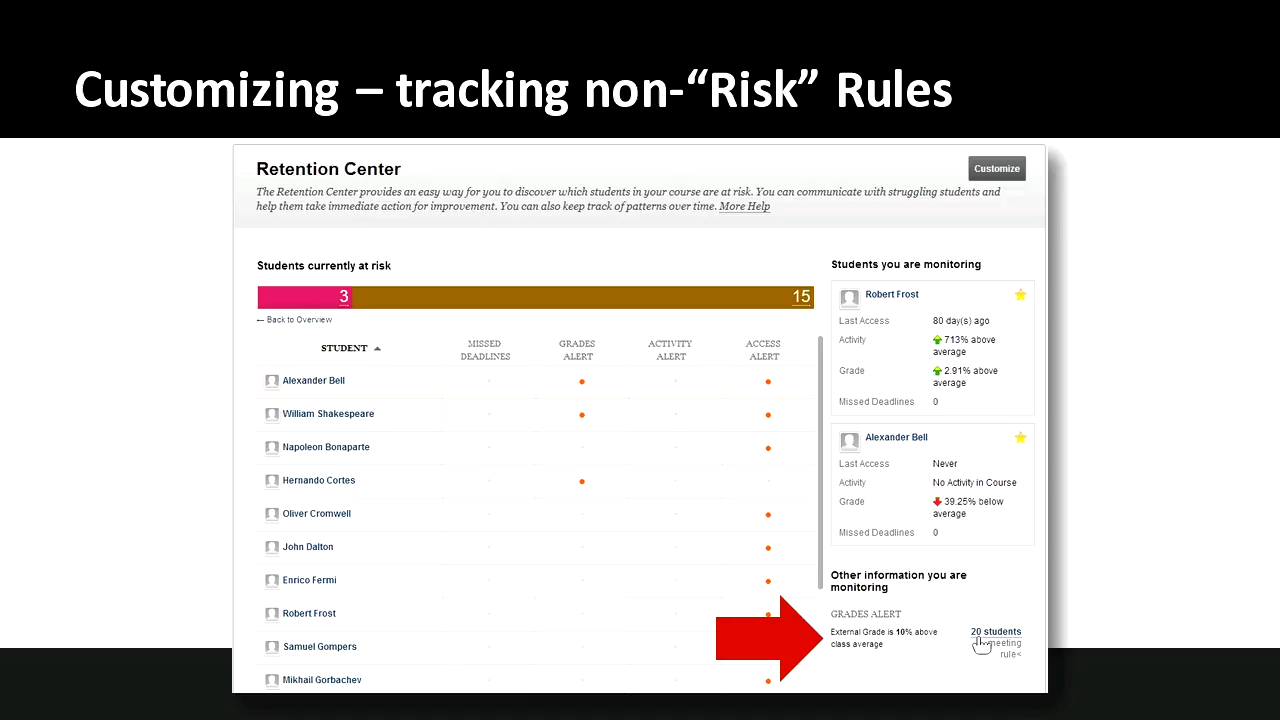 Customizing – tracking non-“Risk” Rules
Retention Center
Customize
The Retention Center provides an easy way for you to discover which students in your course are at risk. You can communicate with struggling students and
help them take immediate action for improvement. You can also keep track of patterns over time. More Help
Students currently at risk
3
15
← Back to Overview
STUDENT
MISSED
DEADLINES
GRADES
ALERT
ACTIVITY
ALERT
ACCESS
ALERT
Alexander Bell
William Shakespeare
Napoleon Bonaparte
Hernando Cortes
Oliver Cromwell
John Dalton
Enrico Fermi
Robert Frost
Samuel Gompers
Mikhail Gorbachev
Students you are monitoring
Robert Frost
Last Access 80 day(s) ago
Activity 713% above
average
Grade 2.91% above
average
Missed Deadlines 0
Alexander Bell
Last Access Never
Activity No Activity in Course
Grade 39.25% below
average
Missed Deadlines 0
Other information you are
monitoring
GRADES ALERT
External Grade is 10% above
class average
20 students
meeting
rule<